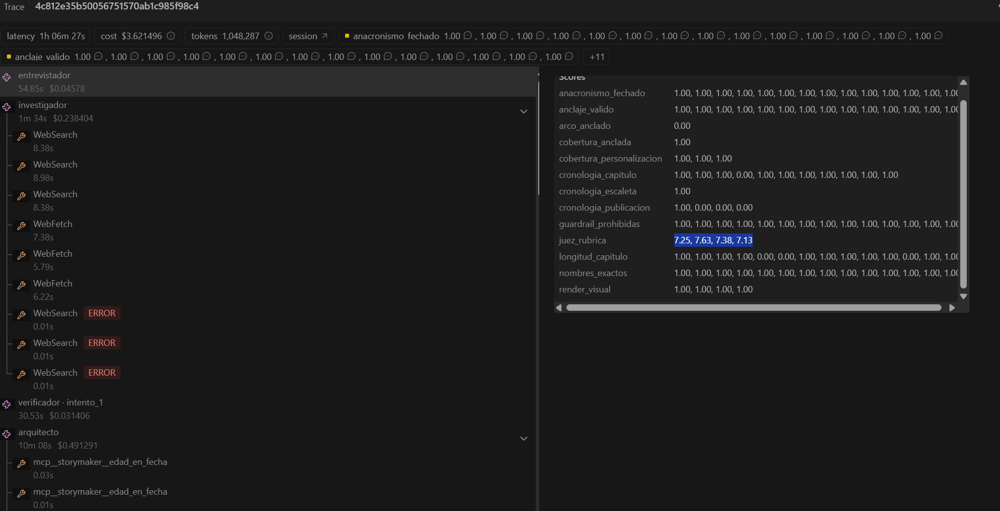 Trace 4c812e35b50056751570ab1c985f98c4
latency 1h 06m 27s cost $3.621496 tokens 1,048,287 session anacronismo fechado 1.00 , 1.00 , 1.00 , 1.00 , 1.00 , 1.00 , 1.00 , 1.00 , 1.00 , 1.00 , 1.00 , 1.00 , 1.00 , 1.00
anclaje valido 1.00 , 1.00 , 1.00 , 1.00 , 1.00 , 1.00 , 1.00 , 1.00 , 1.00 , 1.00 , 1.00 , 1.00 , 1.00 , 1.00 +11
entrevistador
54.85s $0.04578
investigador
1m 34s $0.238404
WebSearch
8.38s
WebSearch
8.98s
WebSearch
8.38s
WebFetch
7.38s
WebFetch
5.79s
WebFetch
6.22s
WebSearch ERROR
0.01s
WebSearch ERROR
0.01s
WebSearch ERROR
0.01s
verificador · intento_1
30.53s $0.031406
arquitecto
10m 08s $0.491291
mcp__storymaker__edad_en_fecha
0.03s
mcp__storymaker__edad_en_fecha
0.01s
Scores
anacronismo_fechado 1.00, 1.00, 1.00, 1.00, 1.00, 1.00, 1.00, 1.00, 1.00, 1.00, 1.00, 1.00, 1.00, 1.00
anclaje_valido 1.00, 1.00, 1.00, 1.00, 1.00, 1.00, 1.00, 1.00, 1.00, 1.00, 1.00, 1.00, 1.00, 1.00
arco_anclado 0.00
cobertura_anclada 1.00
cobertura_personalizacion 1.00, 1.00, 1.00
cronologia_capitulo 1.00, 1.00, 1.00, 0.00, 1.00, 1.00, 1.00, 1.00, 1.00, 1.00, 1.00
cronologia_escaleta 1.00
cronologia_publicacion 1.00, 0.00, 0.00, 0.00
guardrail_prohibidas 1.00, 1.00, 1.00, 1.00, 1.00, 1.00, 1.00, 1.00, 1.00, 1.00, 1.00, 1.00, 1.00, 1.00
juez_rubrica 7.25, 7.63, 7.38, 7.13
longitud_capitulo 1.00, 1.00, 1.00, 1.00, 0.00, 0.00, 1.00, 1.00, 1.00, 1.00, 1.00, 0.00, 1.00, 1.00
nombres_exactos 1.00, 1.00, 1.00, 1.00, 1.00, 1.00, 1.00, 1.00, 1.00, 1.00, 1.00, 1.00, 1.00, 1.00
render_visual 1.00, 1.00, 1.00, 1.00